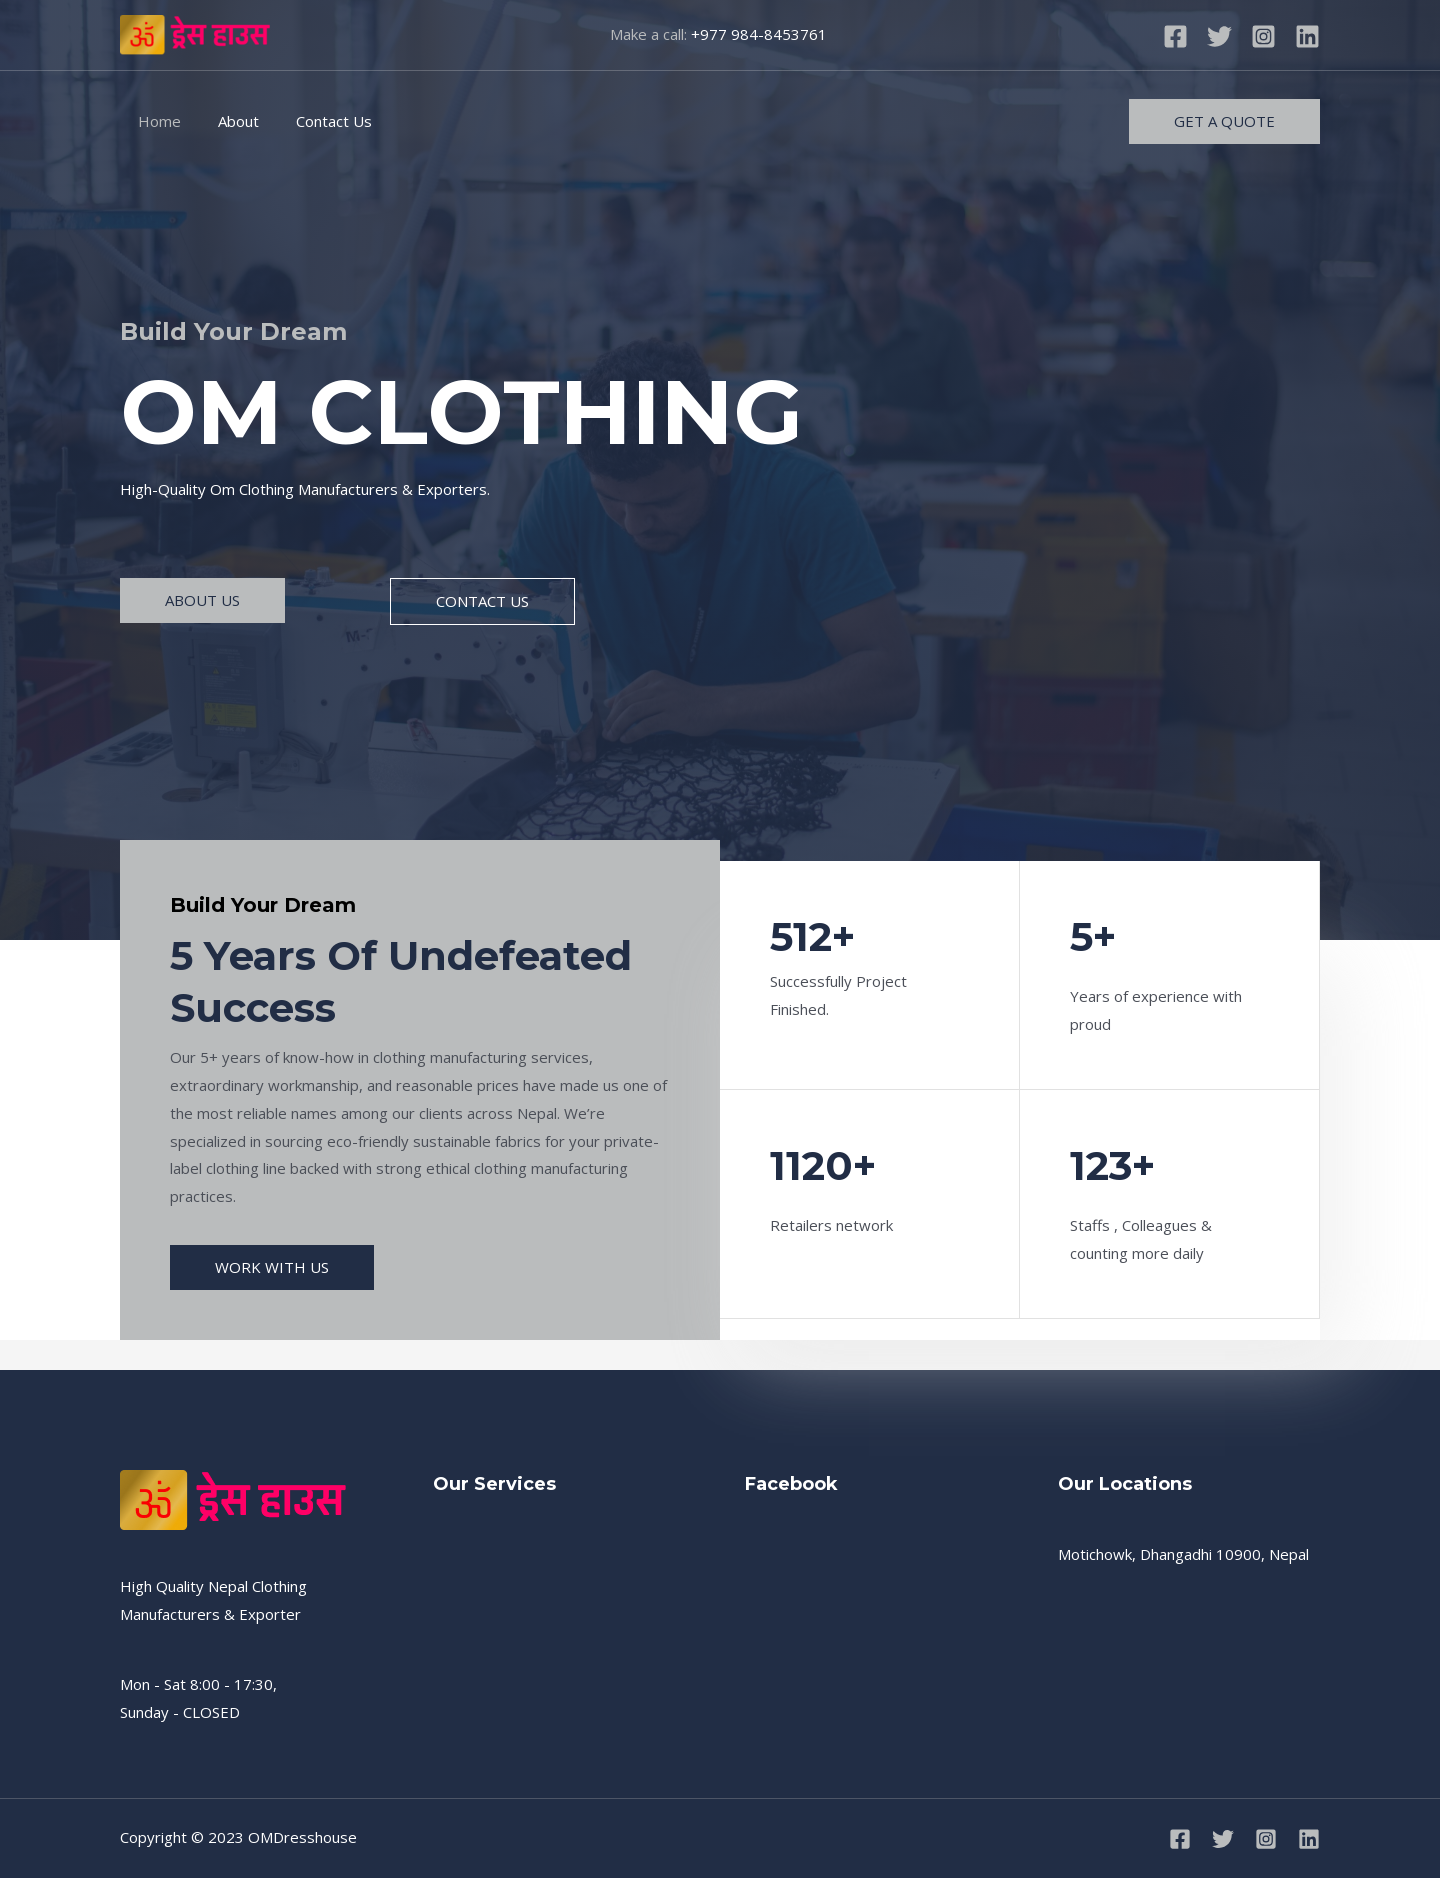 ॐ ड्रेस हाउस
Make a call: +977 984-8453761
Home About Contact Us
GET A QUOTE
Build Your Dream
OM CLOTHING
High-Quality Om Clothing Manufacturers & Exporters.
ABOUT US
CONTACT US
Build Your Dream
5 Years Of Undefeated
Success
Our 5+ years of know-how in clothing manufacturing services,
extraordinary workmanship, and reasonable prices have made us one of
the most reliable names among our clients across Nepal. We’re
specialized in sourcing eco-friendly sustainable fabrics for your private-
label clothing line backed with strong ethical clothing manufacturing
practices.
WORK WITH US
512+
Successfully Project
Finished.
5+
Years of experience with
proud
1120+
Retailers network
123+
Staffs , Colleagues &
counting more daily
ॐ ड्रेस हाउस
High Quality Nepal Clothing
Manufacturers & Exporter
Mon - Sat 8:00 - 17:30,
Sunday - CLOSED
Our Services
Facebook
Our Locations
Motichowk, Dhangadhi 10900, Nepal
Copyright © 2023 OMDresshouse